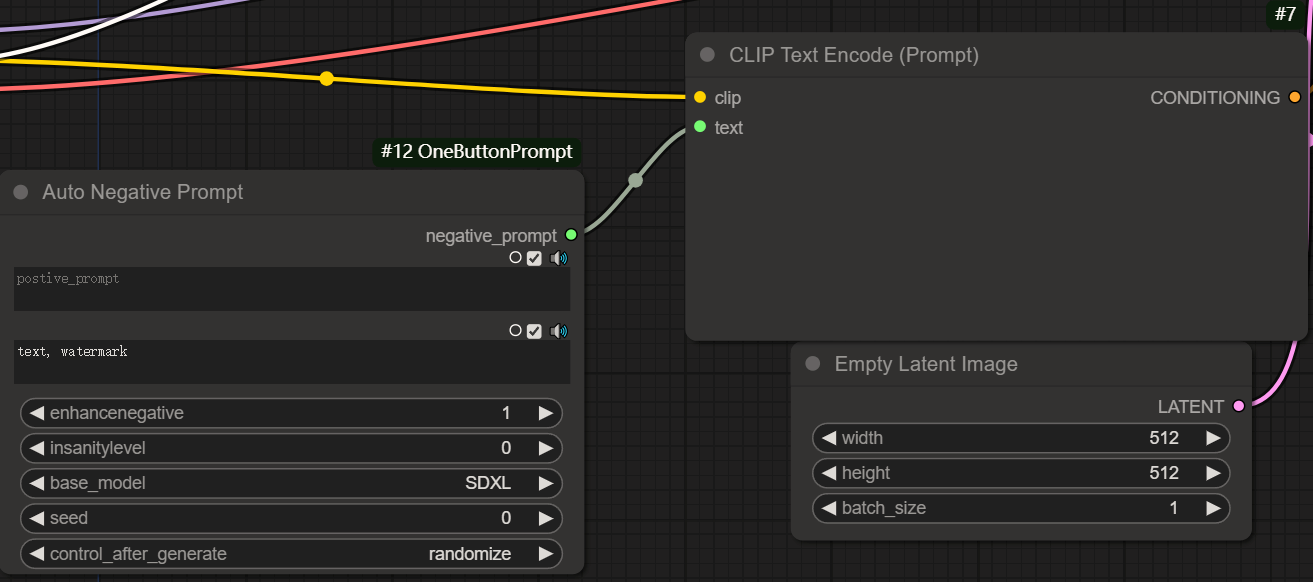 #7
CLIP Text Encode (Prompt)
clip
CONDITIONING
text
#12 OneButtonPrompt
Auto Negative Prompt
negative_prompt
postive_prompt
text, watermark
enhancenegative 1
insanitylevel 0
base_model SDXL
seed 0
control_after_generate randomize
Empty Latent Image
LATENT
width 512
height 512
batch_size 1